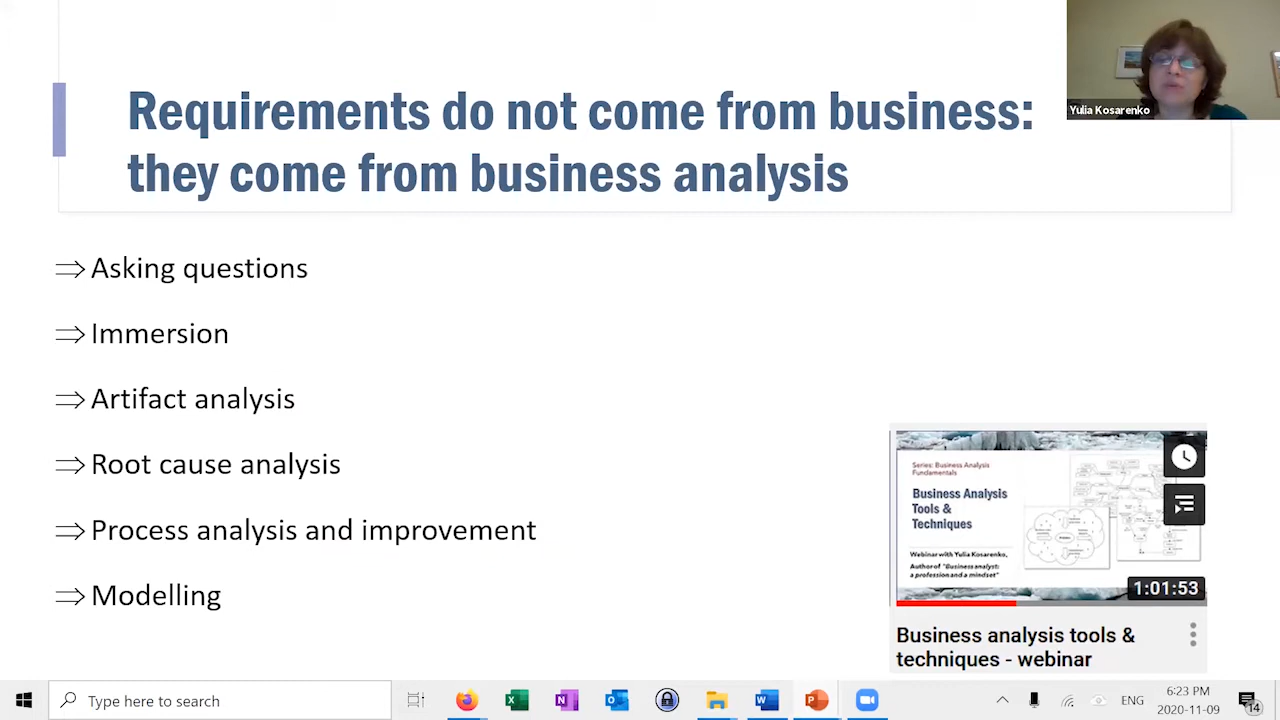 Requirements do not come from business:
they come from business analysis
Yulia Kosarenko
⇒ Asking questions
⇒ Immersion
⇒ Artifact analysis
⇒ Root cause analysis
⇒ Process analysis and improvement
⇒ Modelling
Series: Business Analysis
Fundamentals
Business Analysis
Tools &
Techniques
Webinar with Yulia Kosarenko,
Author of "Business analyst:
a profession and a mindset"
1:01:53
Business analysis tools &
techniques - webinar
Type here to search
ENG
6:23 PM
2020-11-09
14